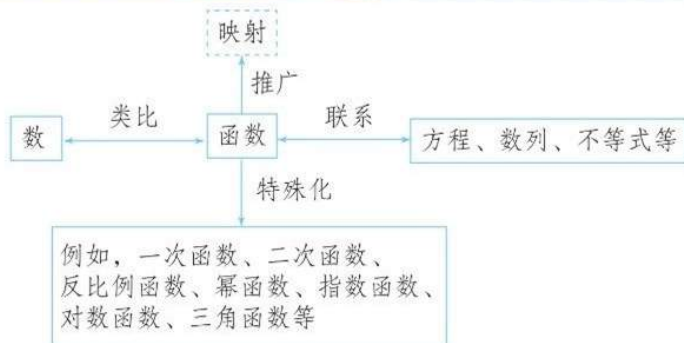 映射
推广
数
类比
函数
联系
方程、数列、不等式等
特殊化
例如，一次函数、二次函数、
反比例函数、幂函数、指数函数、
对数函数、三角函数等